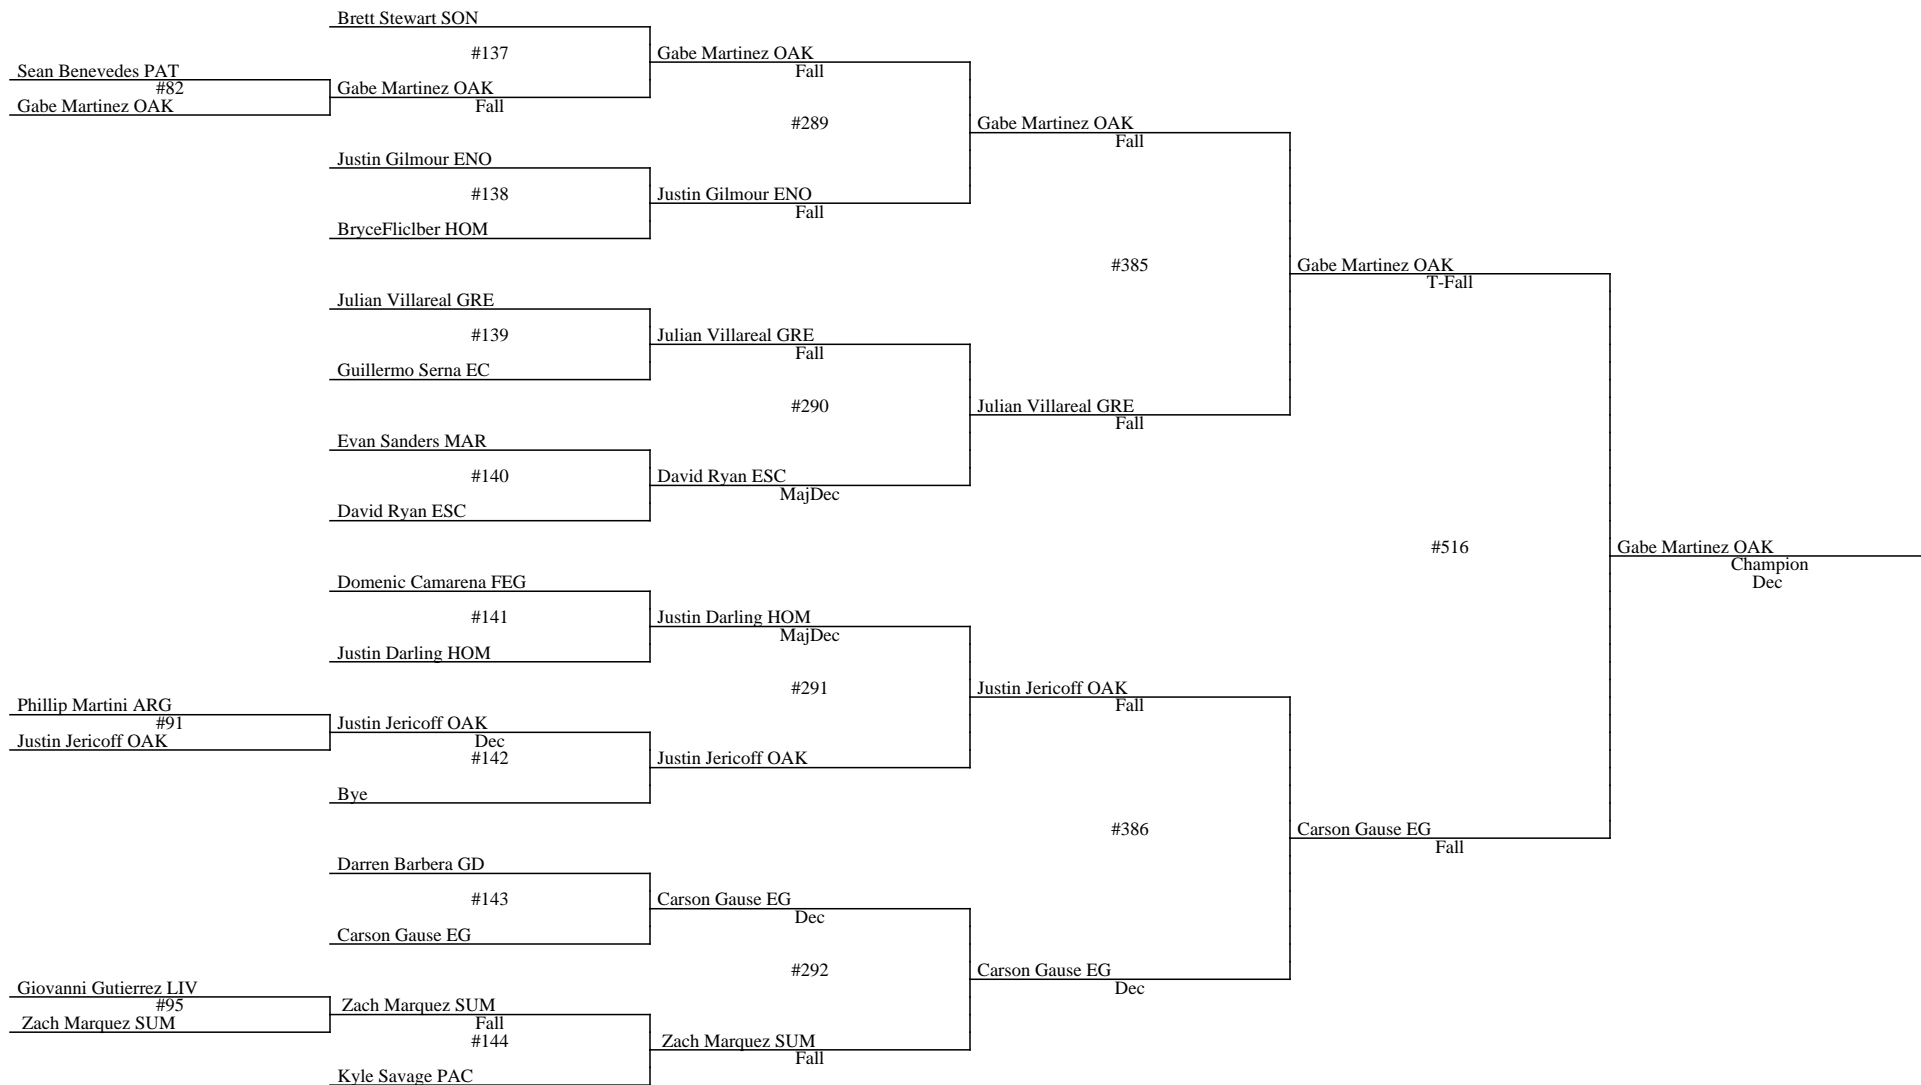 Brett Stewart SON
#137
Gabe Martinez OAK
Fall
Sean Benevedes PAT
#82
Gabe Martinez OAK
Gabe Martinez OAK
Fall
#289
Gabe Martinez OAK
Fall
Justin Gilmour ENO
#138
Justin Gilmour ENO
Fall
BryceFliclber HOM
#385
Gabe Martinez OAK
T-Fall
Julian Villareal GRE
#139
Julian Villareal GRE
Fall
Guillermo Serna EC
#290
Julian Villareal GRE
Fall
Evan Sanders MAR
#140
David Ryan ESC
MajDec
David Ryan ESC
#516
Gabe Martinez OAK
Champion
Dec
Domenic Camarena FEG
#141
Justin Darling HOM
MajDec
Justin Darling HOM
#291
Justin Jericoff OAK
Fall
Phillip Martini ARG
#91
Justin Jericoff OAK
Justin Jericoff OAK
Dec
#142
Justin Jericoff OAK
Bye
#386
Carson Gause EG
Fall
Darren Barbera GD
#143
Carson Gause EG
Dec
Carson Gause EG
#292
Carson Gause EG
Dec
Giovanni Gutierrez LIV
#95
Zach Marquez SUM
Zach Marquez SUM
Fall
#144
Zach Marquez SUM
Fall
Kyle Savage PAC